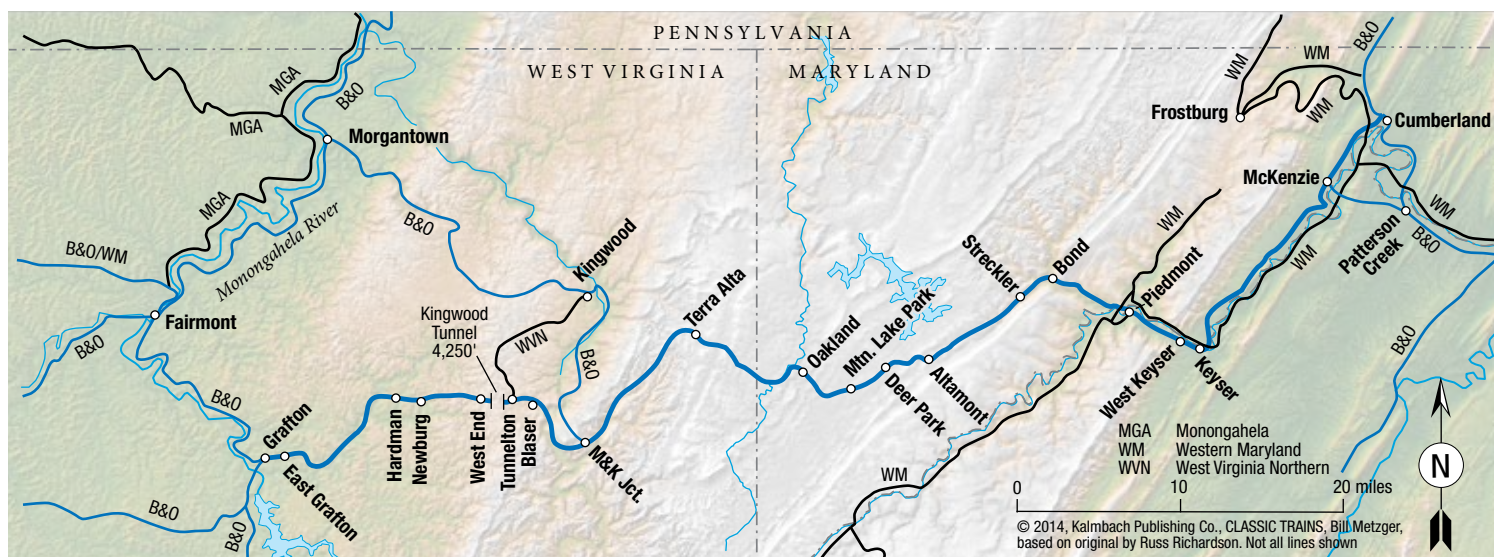 PENNSYLVANIA
WEST VIRGINIA
MARYLAND
MGA
B&O
MGA
Morgantown
MGA
Monongahela River
B&O/WM
Fairmont
B&O
B&O
B&O
Kingwood
Kingwood
Tunnel
4,250'
WVN
B&O
Terra Alta
Grafton
East Grafton
Hardman
Newburg
West End
Tunnelton
Blaser
M&K Jct.
B&O
B&O
Oakland
Mtn. Lake Park
Deer Park
Altamont
Streckler
Bond
WM
Piedmont
West Keyser
Keyser
WM
WM
WM
WM
WM
Frostburg
B&O
Cumberland
McKenzie
WM
Patterson
Creek
B&O
B&O
MGA Monongahela
WM Western Maryland
WVN West Virginia Northern
0 10 20 miles
N
© 2014, Kalmbach Publishing Co., CLASSIC TRAINS, Bill Metzger,
based on original by Russ Richardson. Not all lines shown